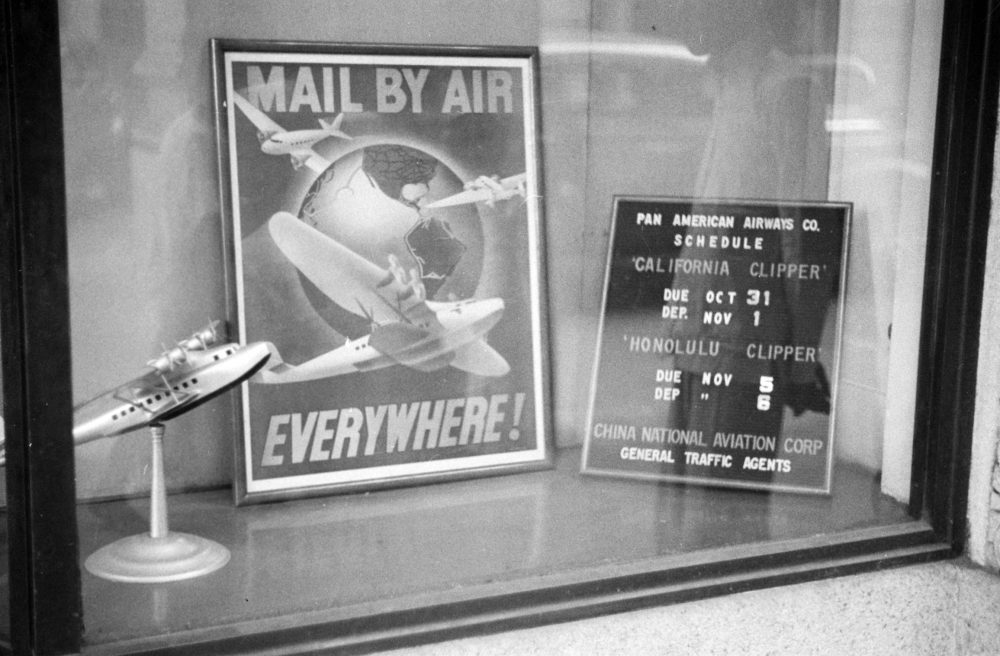 MAIL BY AIR
EVERYWHERE!
PAN AMERICAN AIRWAYS CO.
SCHEDULE
'CALIFORNIA CLIPPER'
DUE OCT 31
DEP. NOV 1
'HONOLULU CLIPPER'
DUE NOV 5
DEP " 6
CHINA NATIONAL AVIATION CORP
GENERAL TRAFFIC AGENTS